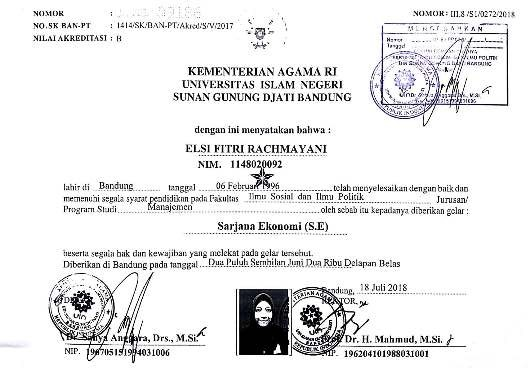 NOMOR :
NOMOR: III.8 /S1/0272/2018
NO.SK BAN-PT : 1414/SK/BAN-PT/Akred/S/V/2017
NILAI AKREDITASI : B
KEMENTERIAN AGAMA RI
UNIVERSITAS ISLAM NEGERI
SUNAN GUNUNG DJATI BANDUNG
Nomor
Tanggal
dengan ini menyatakan bahwa :
ELSI FITRI RACHMAYANI
NIM. 1148020092
lahir di Bandung tanggal 06 Februari 1996 telah menyelesaikan dengan baik dan
memenuhi segala syarat pendidikan pada Fakultas Ilmu Sosial dan Ilmu Politik Jurusan/
Program Studi Manajemen oleh sebab itu kepadanya diberikan gelar :
Sarjana Ekonomi (S.E)
beserta segala hak dan kewajiban yang melekat pada gelar tersebut.
Diberikan di Bandung pada tanggal Dua Puluh Sembilan Juni Dua Ribu Delapan Belas
Bandung, 18 Juli 2018
REKTOR,
Drs., M.Si.
Prof. Dr. H. Mahmud, M.Si.
NIP. 196705151994031006
NIP. 196204101988031001